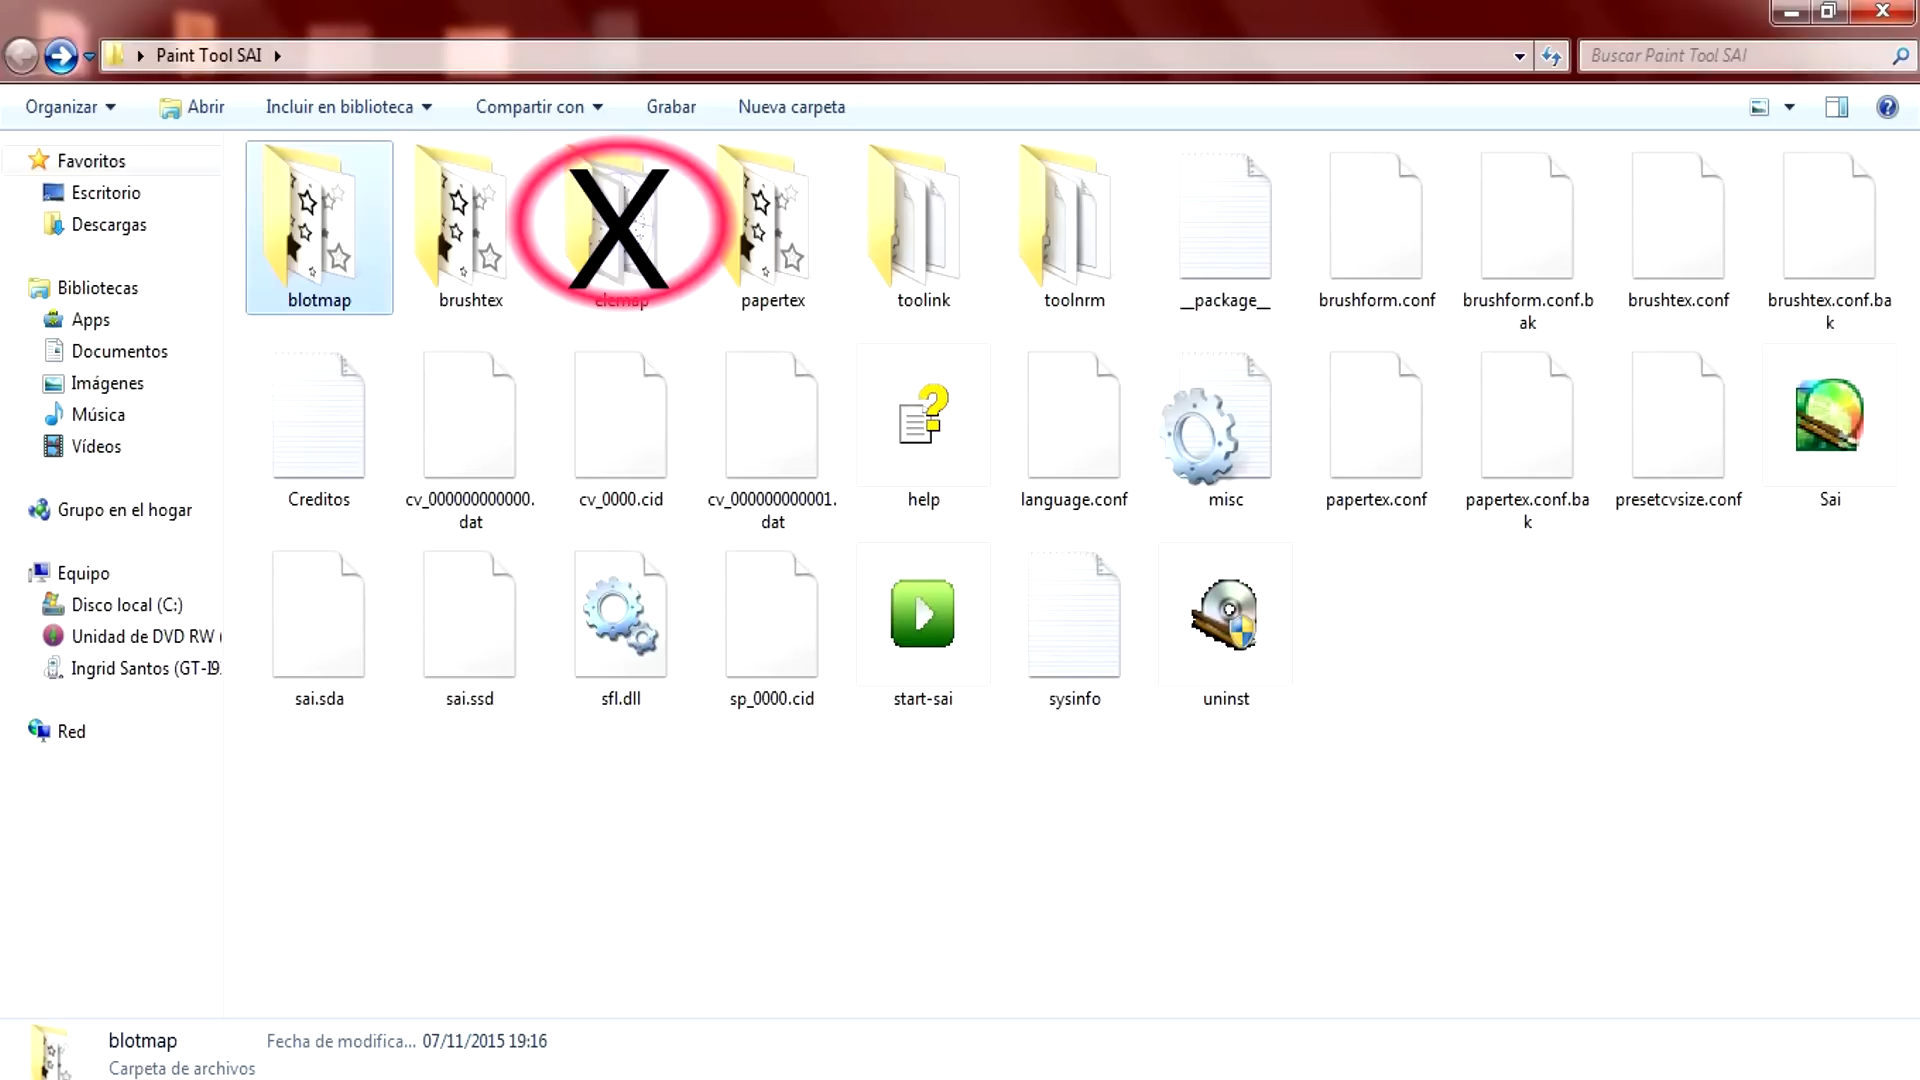 Paint Tool SAI
Buscar Paint Tool SAI
Organizar
Abrir
Incluir en biblioteca
Compartir con
Grabar
Nueva carpeta
Favoritos
Escritorio
Descargas
Bibliotecas
Apps
Documentos
Imágenes
Música
Vídeos
Grupo en el hogar
Equipo
Disco local (C:)
Unidad de DVD RW (
Ingrid Santos (GT-I9
Red
X
blotmap
brushtex
elemap
papertex
toolink
toolnrm
__package__
brushform.conf
brushform.conf.b
ak
brushtex.conf
brushtex.conf.ba
k
Creditos
cv_000000000000.
dat
cv_0000.cid
cv_000000000001.
dat
help
language.conf
misc
papertex.conf
papertex.conf.ba
k
presetcvsize.conf
Sai
sai.sda
sai.ssd
sfl.dll
sp_0000.cid
start-sai
sysinfo
uninst
blotmap
Fecha de modifica... 07/11/2015 19:16
Carpeta de archivos